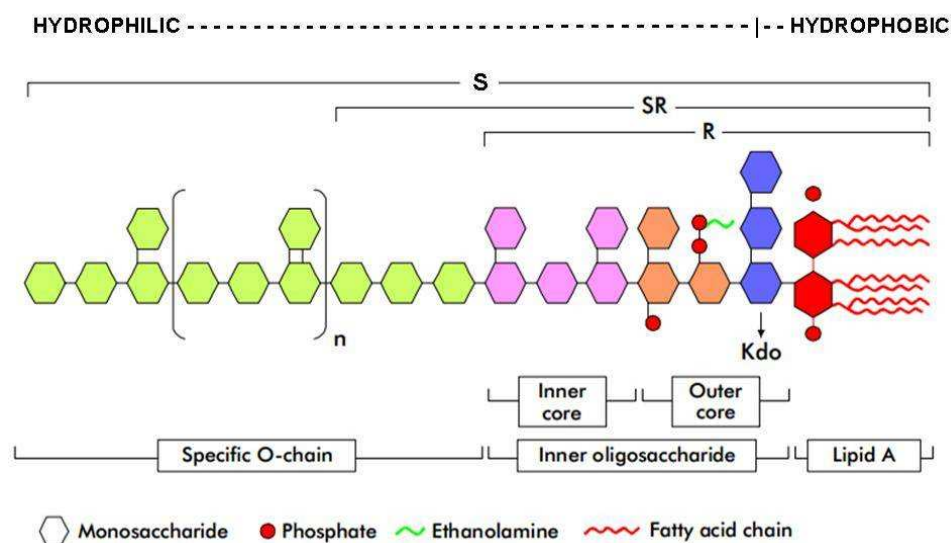 HYDROPHILIC HYDROPHOBIC
S
SR
R
n
Kdo
Inner
core
Outer
core
Specific O-chain
Inner oligosaccharide
Lipid A
Monosaccharide
Phosphate
Ethanolamine
Fatty acid chain